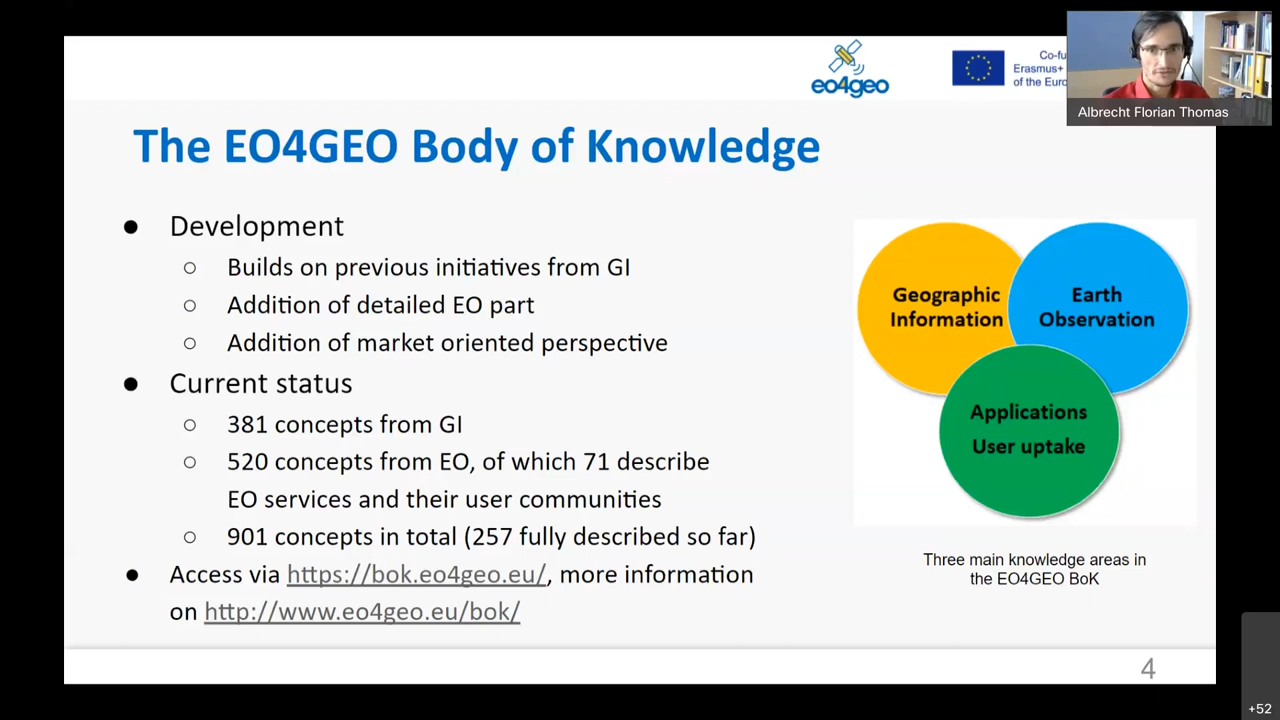 eo4geo
Co-fu
Erasmus+
of the Euro
Albrecht Florian Thomas
The EO4GEO Body of Knowledge
● Development
○ Builds on previous initiatives from GI
○ Addition of detailed EO part
○ Addition of market oriented perspective
● Current status
○ 381 concepts from GI
○ 520 concepts from EO, of which 71 describe
EO services and their user communities
○ 901 concepts in total (257 fully described so far)
● Access via https://bok.eo4geo.eu/, more information
on http://www.eo4geo.eu/bok/
Geographic
Information
Earth
Observation
Applications
User uptake
Three main knowledge areas in
the EO4GEO BoK
4
+52